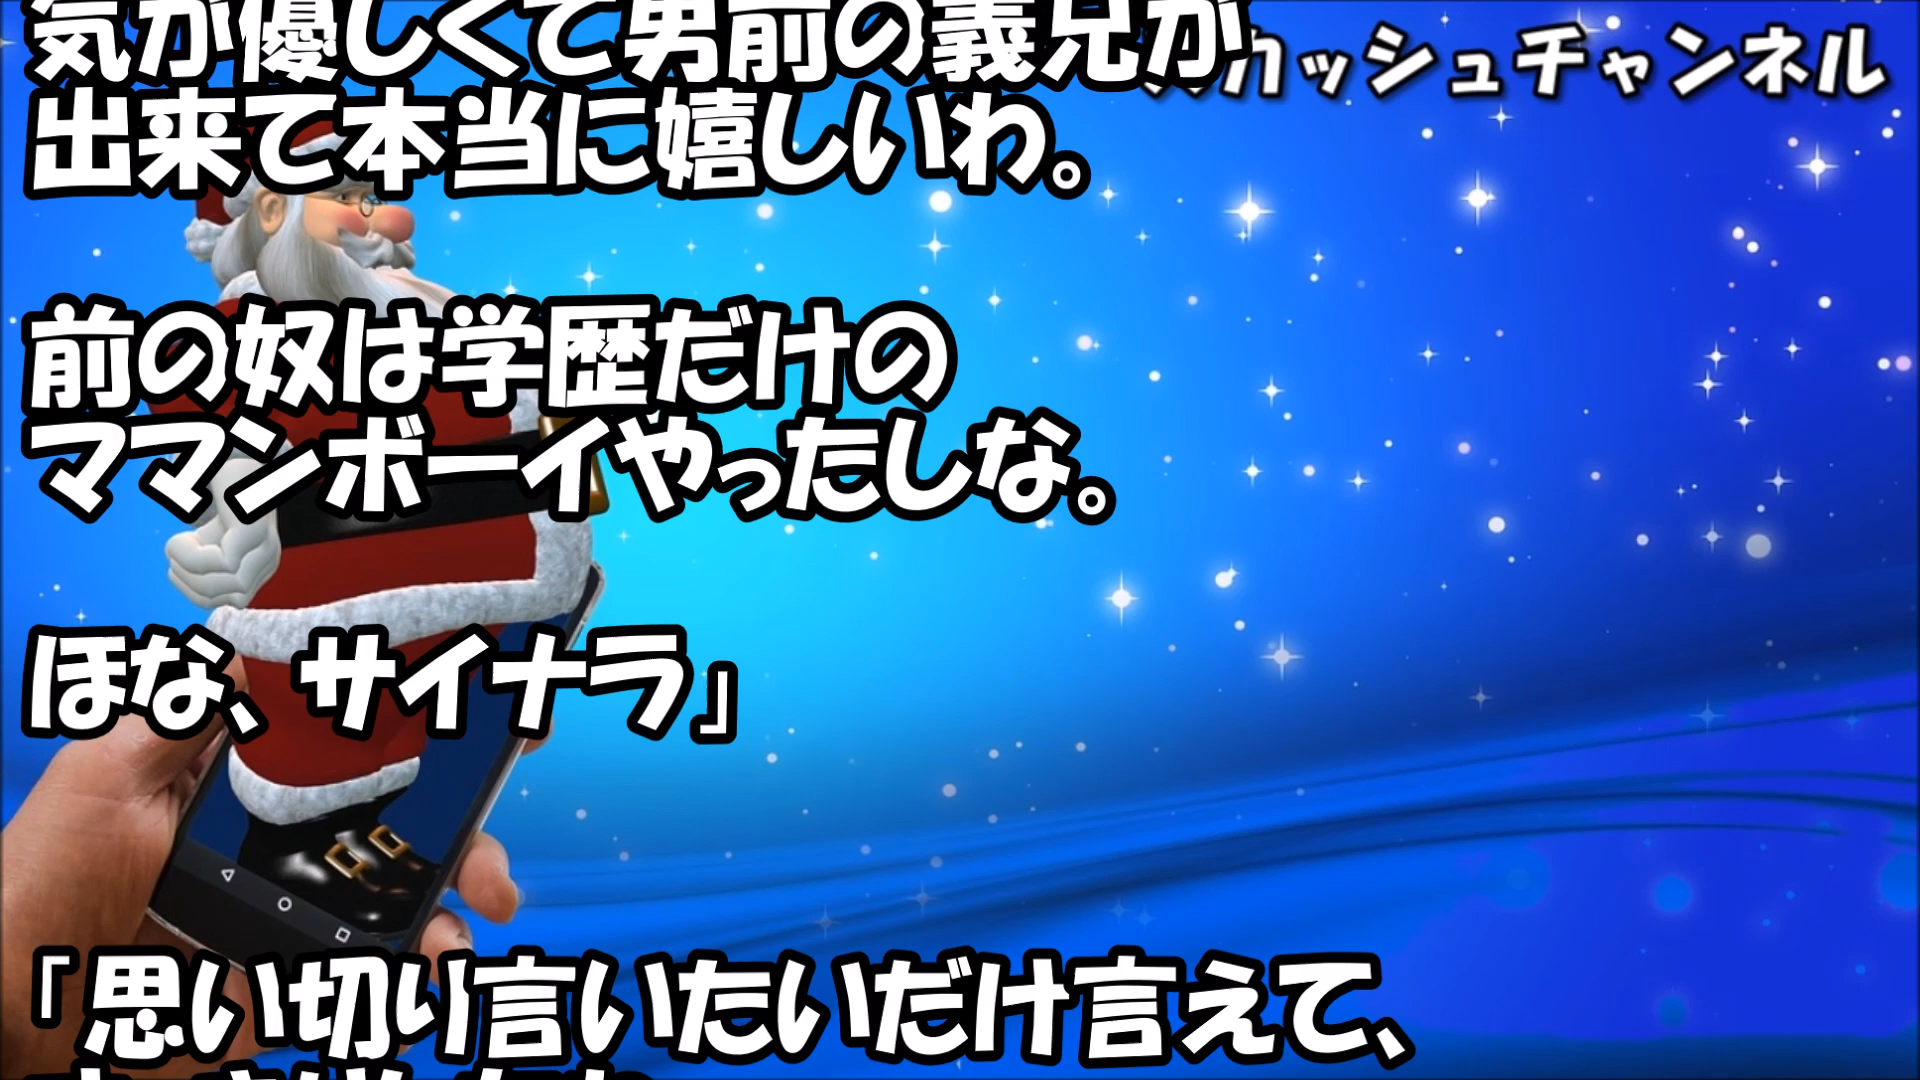 気が優しくて男前の義兄が
カッシュチャンネル
出来て本当に嬉しいわ。
前の奴は学歴だけの
ママンボーイやったしな。
ほな、サイナラ』
『思い切り言いたいだけ言えて、